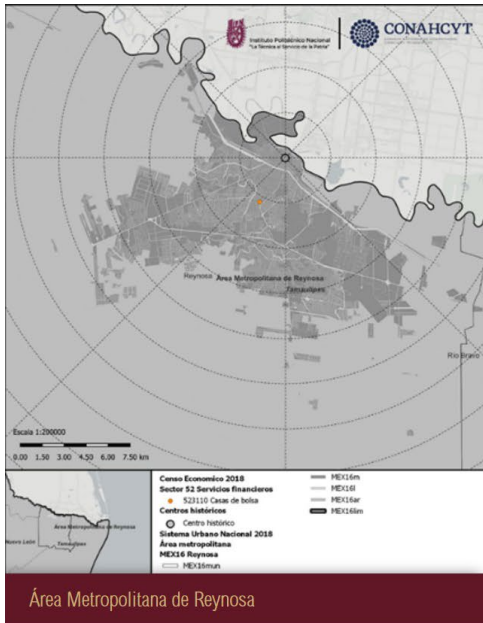 Instituto Politécnico Nacional
"La Técnica al Servicio de la Patria"
CONAHCYT
Reynosa
Área Metropolitana de Reynosa
Tamaulipas
Río Bravo
Escala 1:200000
0.00 1.50 3.00 4.50 6.00 7.50 km
Área Metropolitana de Reynosa
Nuevo León
Tamaulipas
Censo Economico 2018
Sector 52 Servicios financieros
523110 Casas de bolsa
Centros históricos
Centro histórico
Sistema Urbano Nacional 2018
Área metropolitana
MEX16 Reynosa
MEX16mun
MEX16m
MEX16l
MEX16ar
MEX16lim
Área Metropolitana de Reynosa